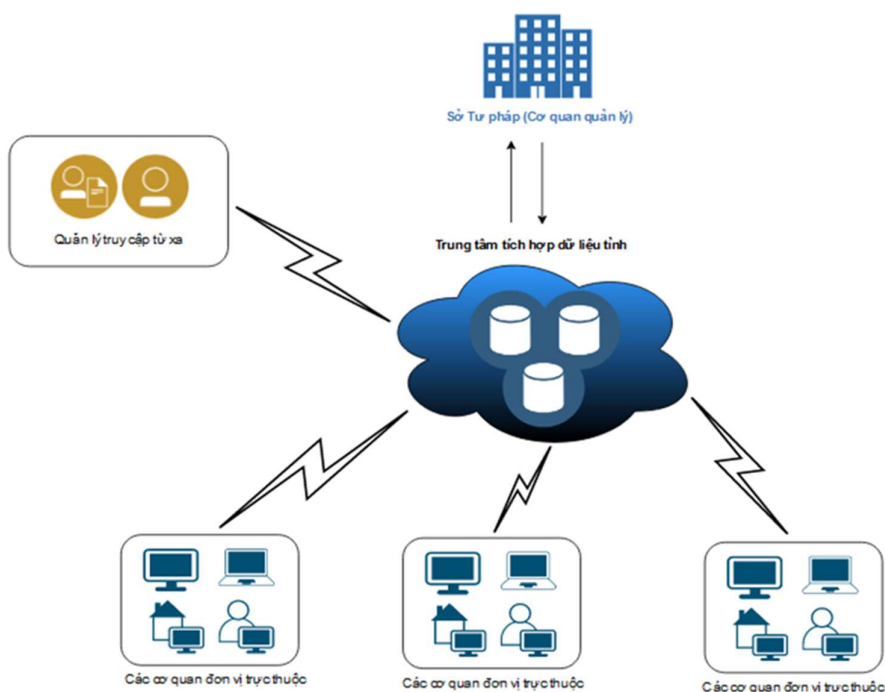 Sở Tư pháp (Cơ quan quản lý)
Quản lý truy cập từ xa
Trung tâm tích hợp dữ liệu tỉnh
Các cơ quan đơn vị trực thuộc
Các cơ quan đơn vị trực thuộc
Các cơ quan đơn vị trực thuộc